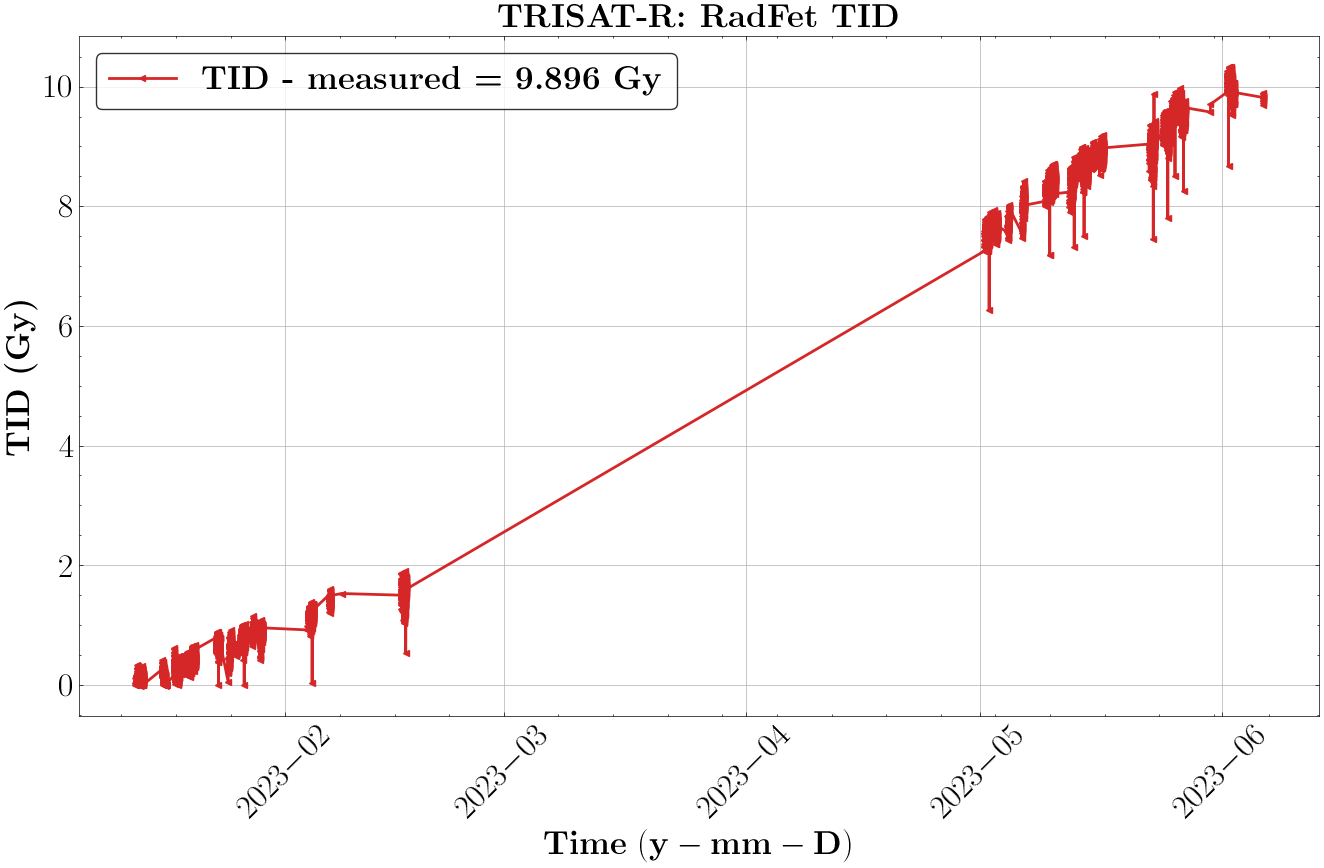 TRISAT-R: RadFet TID
TID - measured = 9.896 Gy
TID (Gy)
10
8
6
4
2
0
2023−02
2023−03
2023−04
2023−05
2023−06
Time (y − mm − D)